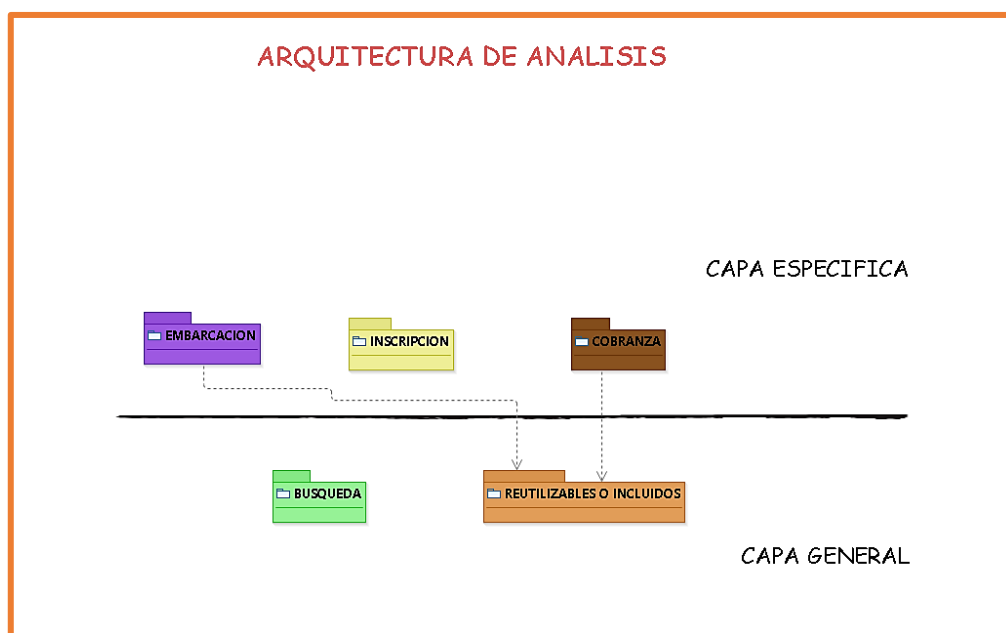 ARQUITECTURA DE ANALISIS
CAPA ESPECIFICA
EMBARCACION
INSCRIPCION
COBRANZA
BUSQUEDA
REUTILIZABLES O INCLUIDOS
CAPA GENERAL